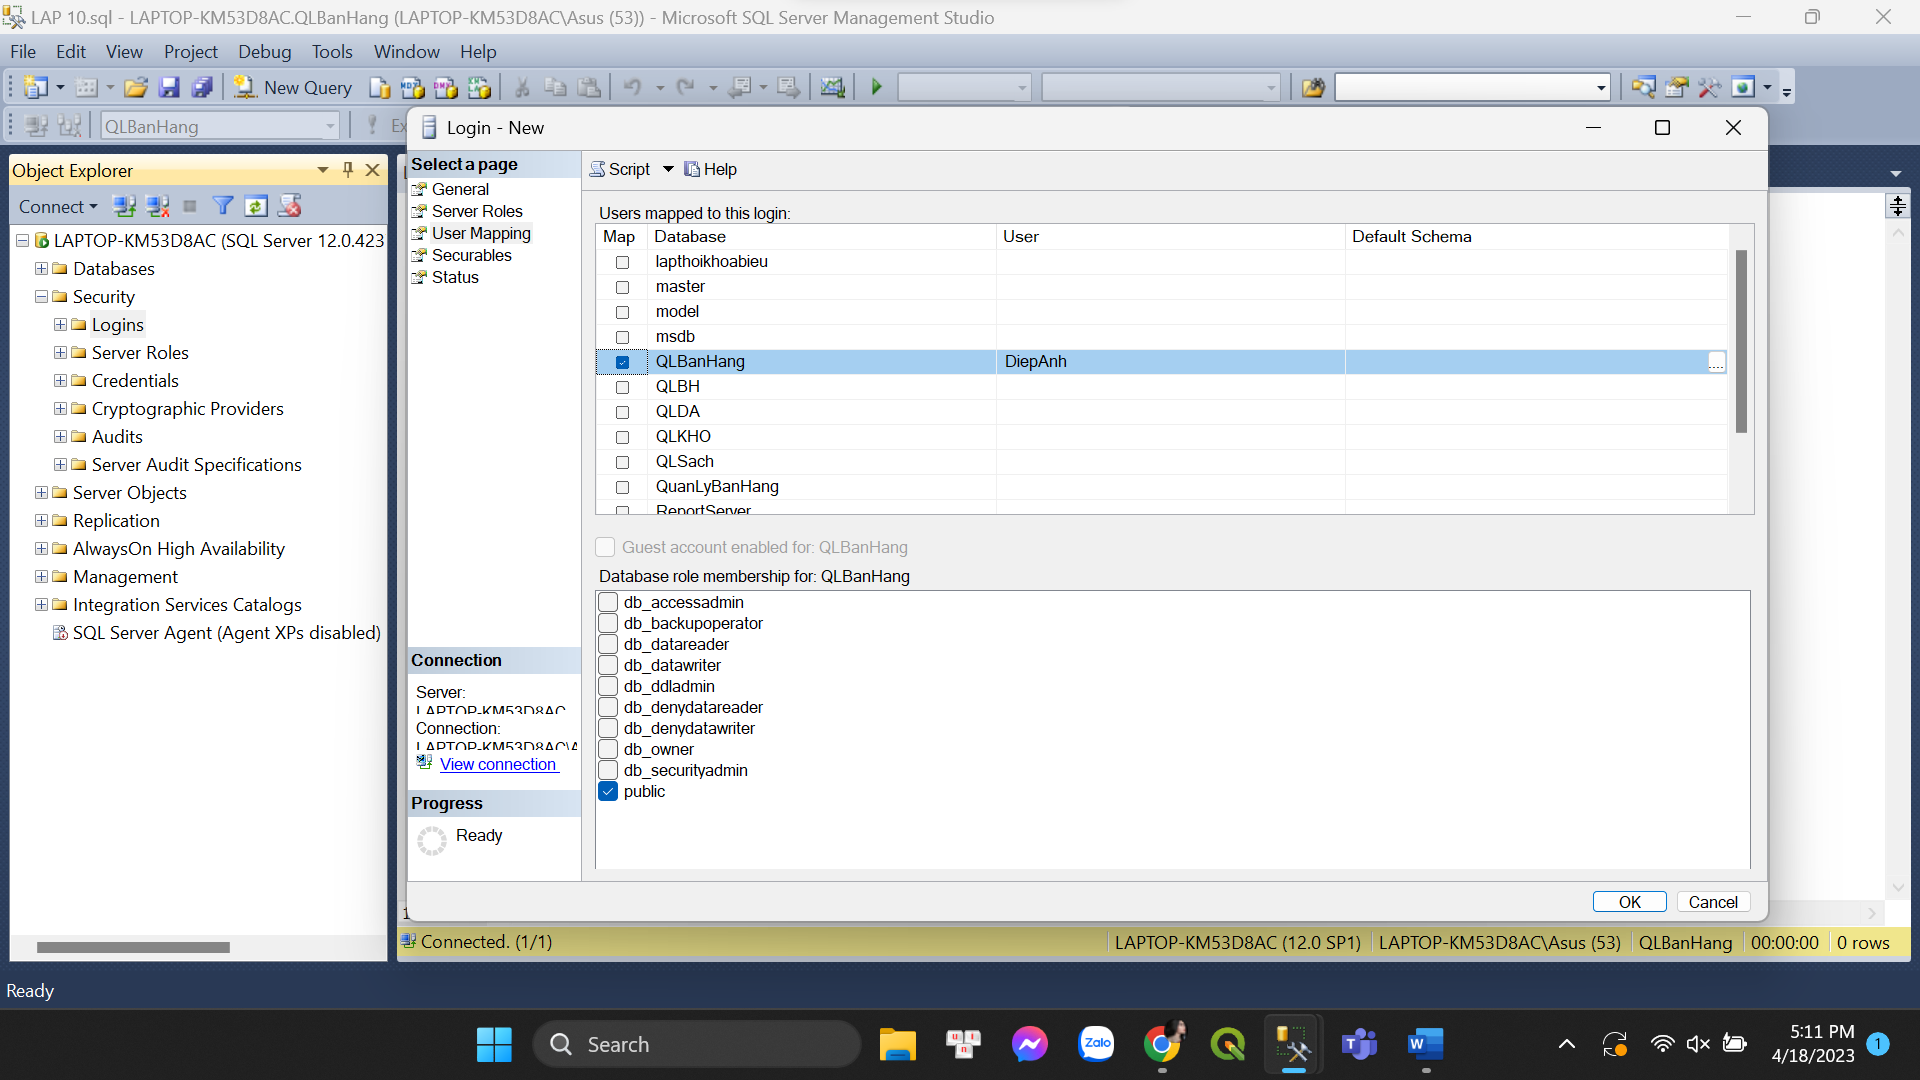 LAP 10.sql - LAPTOP-KM53D8AC.QLBanHang (LAPTOP-KM53D8AC\Asus (53)) - Microsoft SQL Server Management Studio
File Edit View Project Debug Tools Window Help
New Query
QLBanHang
Login - New
Object Explorer
Connect
LAPTOP-KM53D8AC (SQL Server 12.0.423
Databases
Security
Logins
Server Roles
Credentials
Cryptographic Providers
Audits
Server Audit Specifications
Server Objects
Replication
AlwaysOn High Availability
Management
Integration Services Catalogs
SQL Server Agent (Agent XPs disabled)
Select a page
General
Server Roles
User Mapping
Securables
Status
Connection
Server:
LAPTOP-KM53D8AC
Connection:
LAPTOP-KM53D8AC\A
View connection
Progress
Ready
Script Help
Users mapped to this login:
Map Database User Default Schema
lapthoikhoabieu
master
model
msdb
QLBanHang DiepAnh
QLBH
QLDA
QLKHO
QLSach
QuanLyBanHang
ReportServer
Guest account enabled for: QLBanHang
Database role membership for: QLBanHang
db_accessadmin
db_backupoperator
db_datareader
db_datawriter
db_ddladmin
db_denydatareader
db_denydatawriter
db_owner
db_securityadmin
public
OK Cancel
Connected. (1/1) LAPTOP-KM53D8AC (12.0 SP1) LAPTOP-KM53D8AC\Asus (53) QLBanHang 00:00:00 0 rows
Ready
Search
Zalo
5:11 PM
4/18/2023
1